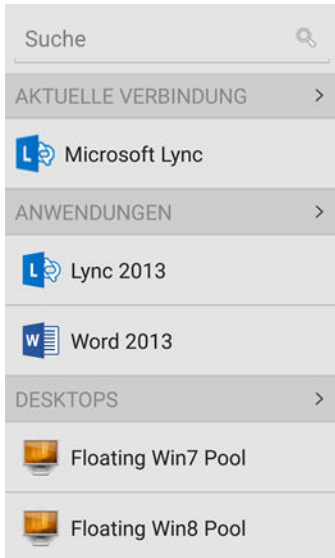 Suche
AKTUELLE VERBINDUNG
Microsoft Lync
ANWENDUNGEN
Lync 2013
Word 2013
DESKTOPS
Floating Win7 Pool
Floating Win8 Pool